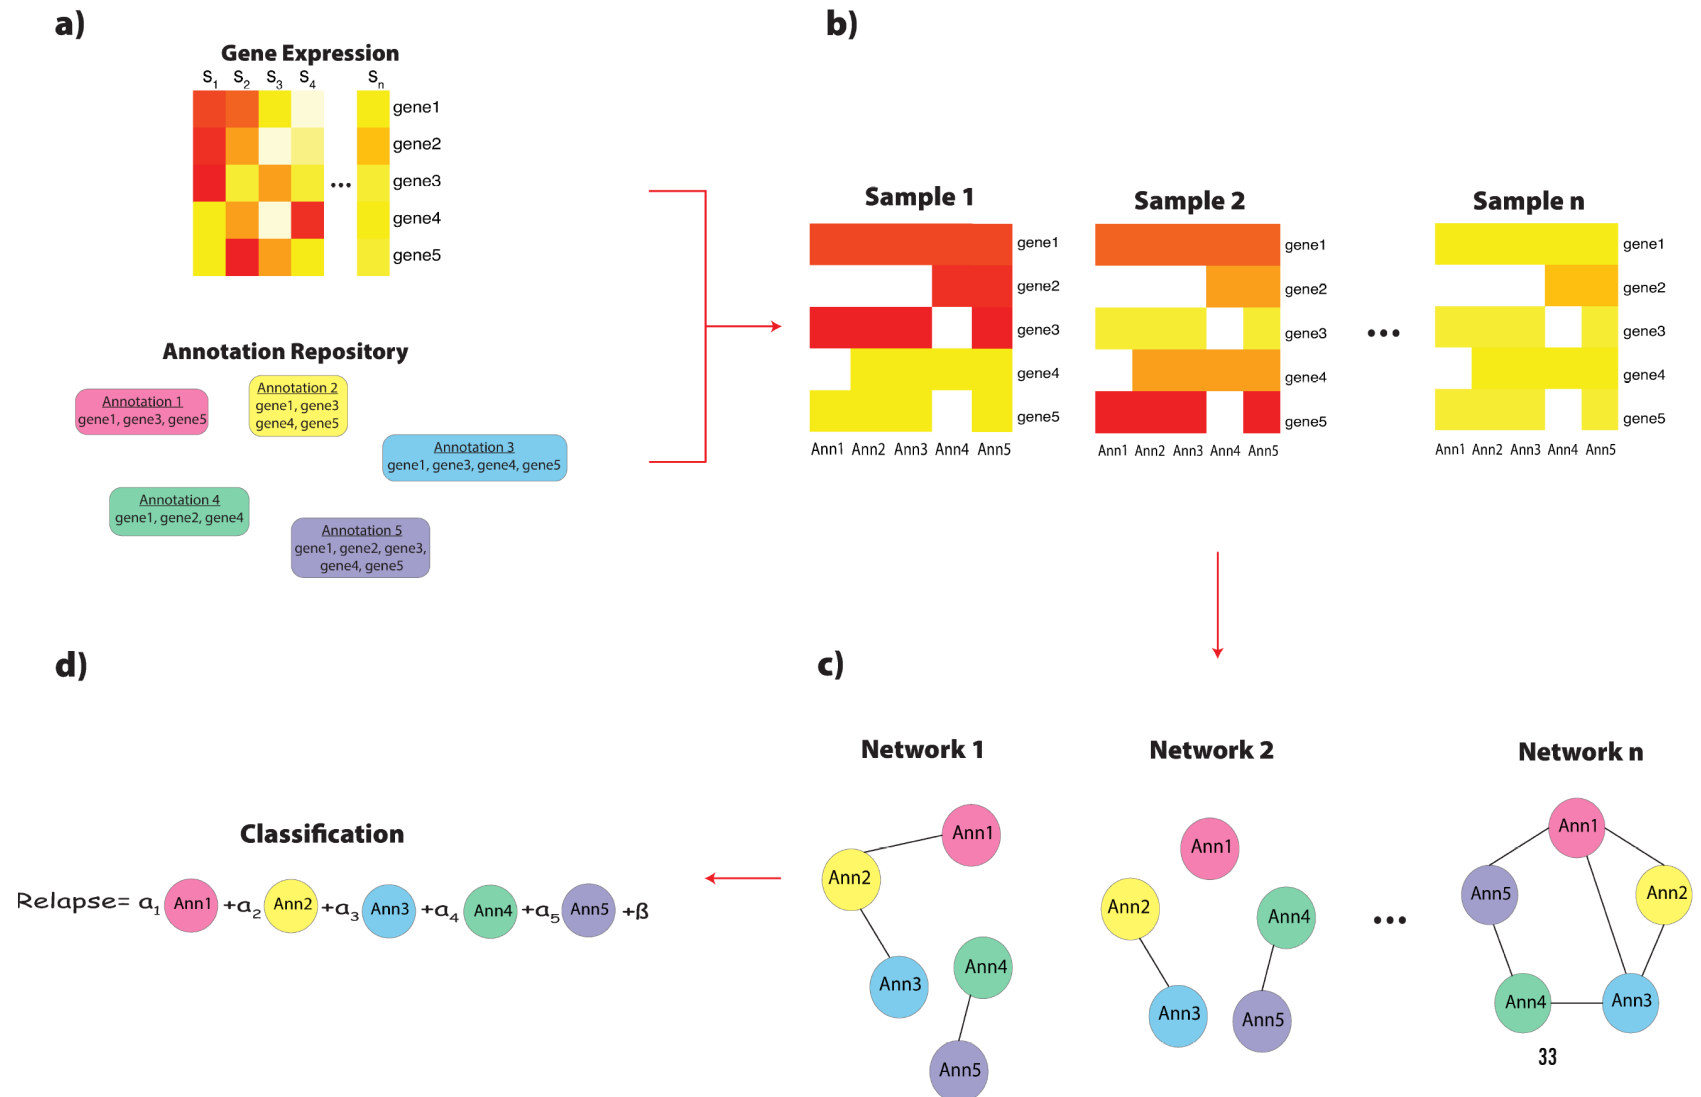 a)
Gene Expression
S1 S2 S3 S4 Sn
gene1
gene2
gene3
...
gene4
gene5
Annotation Repository
Annotation 1
gene1, gene3, gene5
Annotation 2
gene1, gene3
gene4, gene5
Annotation 3
gene1, gene3, gene4, gene5
Annotation 4
gene1, gene2, gene4
Annotation 5
gene1, gene2, gene3,
gene4, gene5
b)
Sample 1
gene1
gene2
gene3
gene4
gene5
Ann1 Ann2 Ann3 Ann4 Ann5
Sample 2
gene1
gene2
gene3
gene4
gene5
Ann1 Ann2 Ann3 Ann4 Ann5
...
Sample n
gene1
gene2
gene3
gene4
gene5
Ann1 Ann2 Ann3 Ann4 Ann5
c)
Network 1
Ann1
Ann2
Ann3
Ann4
Ann5
Network 2
Ann1
Ann2
Ann4
Ann3
Ann5
...
Network n
Ann1
Ann5
Ann2
Ann4
Ann3
d)
Classification
Relapse= a1 Ann1 +a2 Ann2 +a3 Ann3 +a4 Ann4 +a5 Ann5 +ß
33